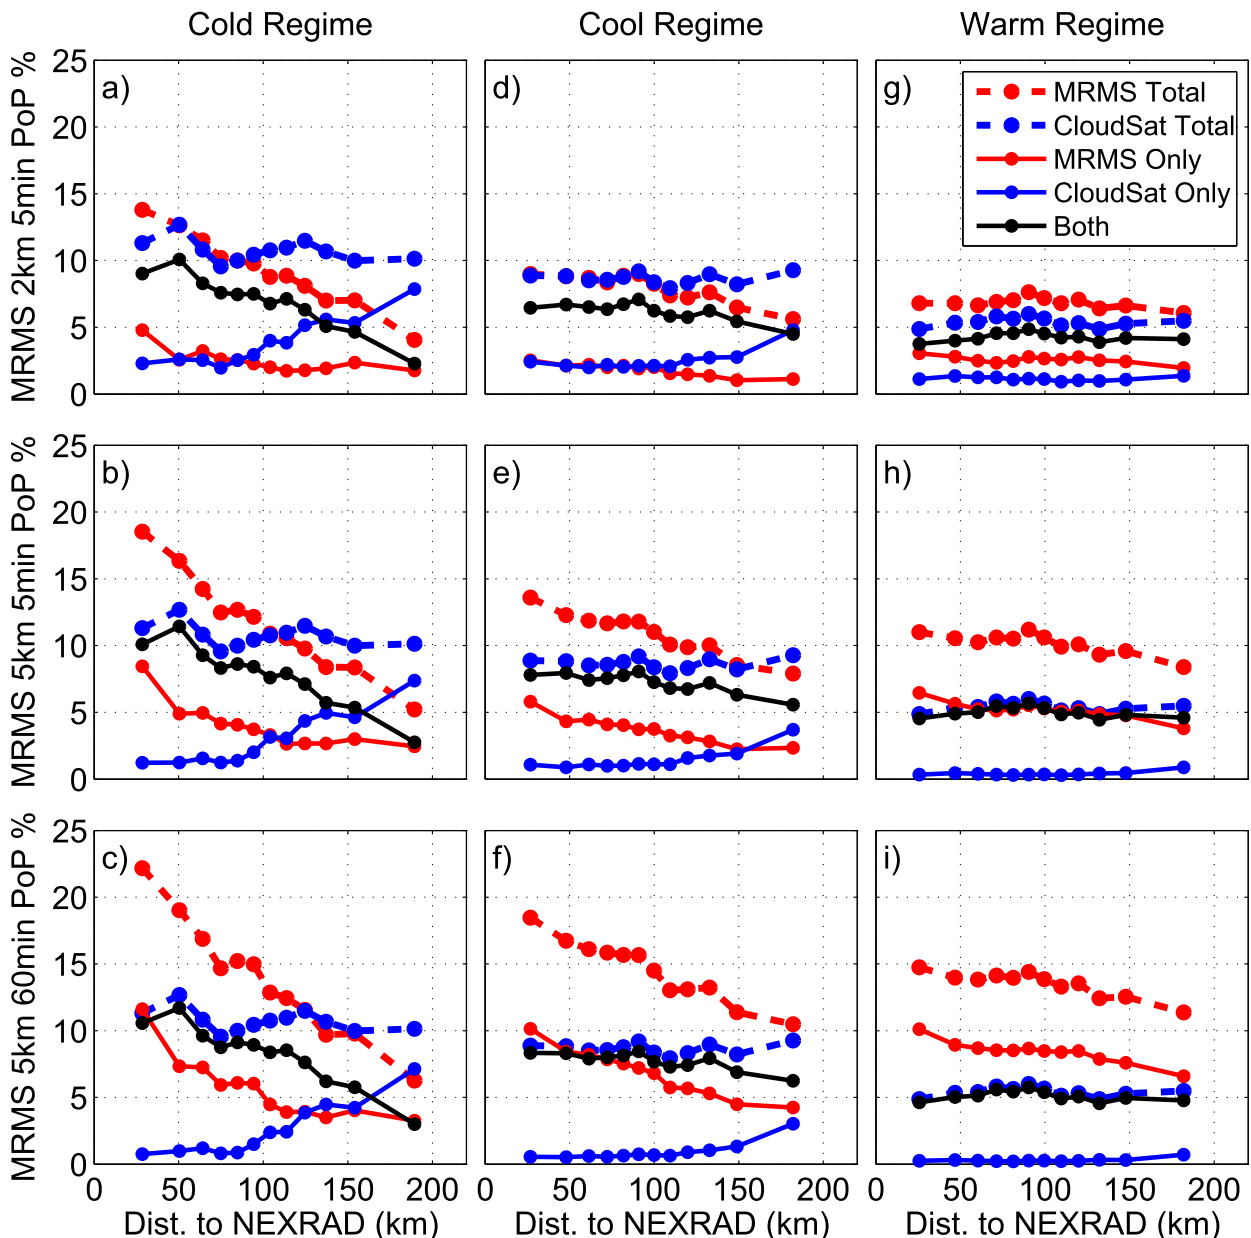 Cold Regime
Cool Regime
Warm Regime
MRMS 2km 5min PoP %
25
20
15
10
5
0
a)
d)
g)
MRMS Total
CloudSat Total
MRMS Only
CloudSat Only
Both
MRMS 5km 5min PoP %
25
20
15
10
5
0
b)
e)
h)
MRMS 5km 60min PoP %
25
20
15
10
5
0
c)
f)
i)
0 50 100 150 200
0 50 100 150 200
0 50 100 150 200
Dist. to NEXRAD (km)
Dist. to NEXRAD (km)
Dist. to NEXRAD (km)